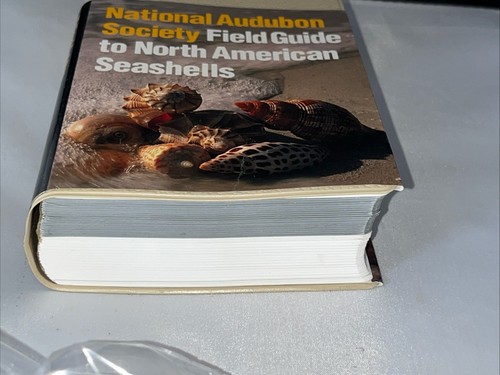 National Audubon
Society Field Guide
to North American
Seashells